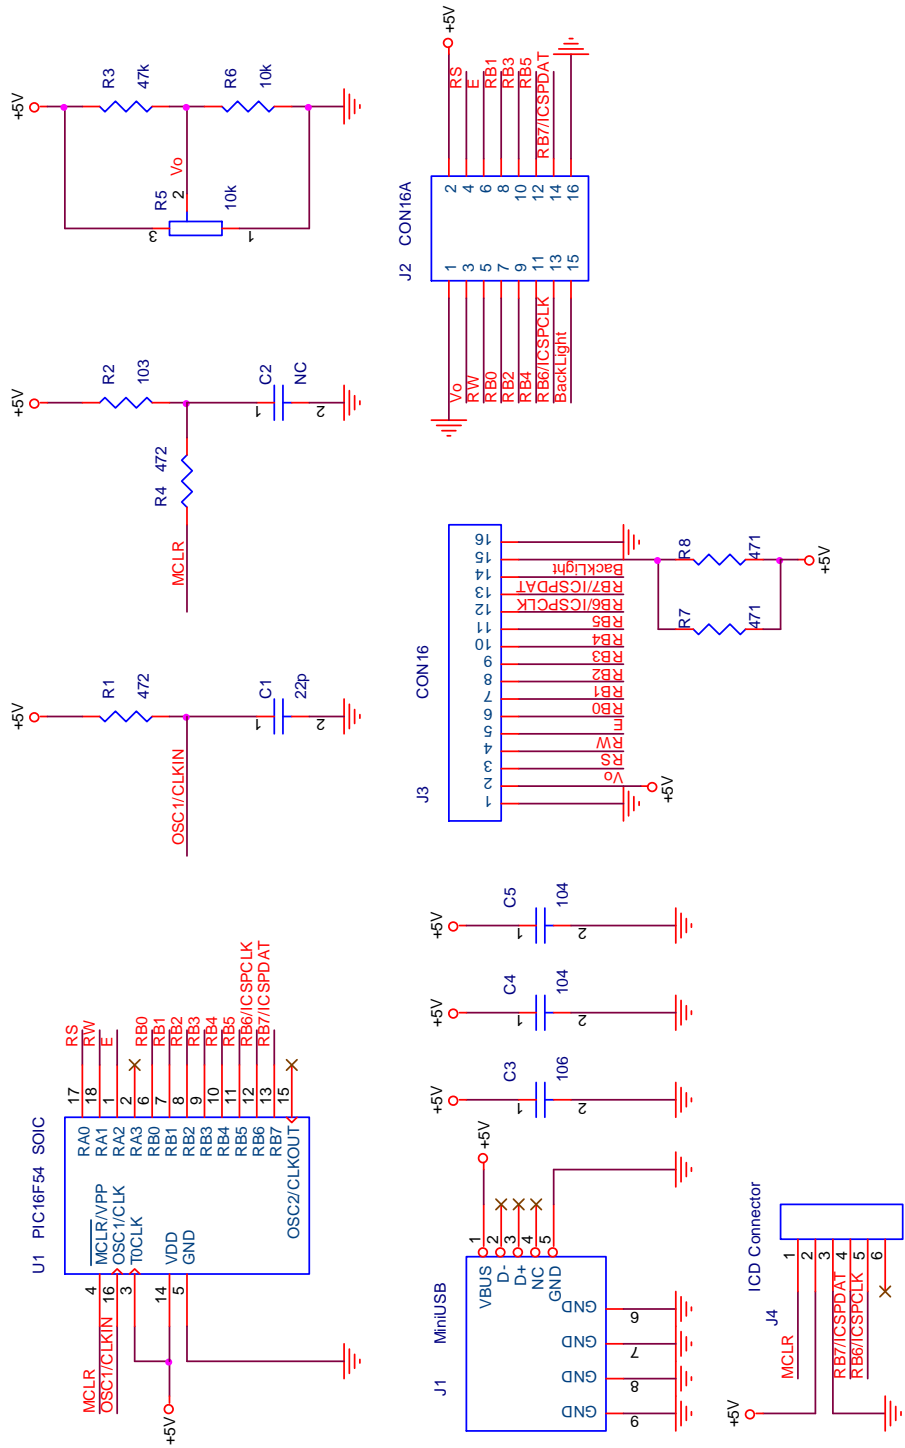 U1 PIC16F54 SOIC
MCLR
OSC1/CLKIN
4
16
3
14
5
MCLR/VPP
OSC1/CLK
T0CLK
VDD
GND
+5V
RA0
RA1
RA2
RA3
RB0
RB1
RB2
RB3
RB4
RB5
RB6
RB7
OSC2/CLKOUT
17
18
1
2
6
7
8
9
10
11
12
13
15
RS
RW
E
RB0
RB1
RB2
RB3
RB4
RB5
RB6/ICSPCLK
RB7/ICSPDAT
+5V
R1
472
OSC1/CLKIN
C1
22p
1
2
+5V
R2
103
R4 472
MCLR
C2
NC
1
2
+5V
R3
47k
R6
10k
R5
10k
Vo
3
2
1
J1 MiniUSB
VBUS
D-
D+
NC
GND
1
2
3
4
5
+5V
GND
GND
GND
GND
9
8
7
6
+5V
C3
106
1
2
+5V
C4
104
1
2
+5V
C5
104
1
2
J3 CON16
1
2
3
4
5
6
7
8
9
10
11
12
13
14
15
16
+5V
Vo
RS
RW
E
RB0
RB1
RB2
RB3
RB4
RB5
RB6/ICSPCLK
RB7/ICSPDAT
BackLight
R7
471
R8
471
+5V
J2 CON16A
Vo
RW
RB0
RB2
RB4
RB6/ICSPCLK
BackLight
1
3
5
7
9
11
13
15
2
4
6
8
10
12
14
16
+5V
RS
E
RB1
RB3
RB5
RB7/ICSPDAT
J4
ICD Connector
+5V
MCLR
RB7/ICSPDAT
RB6/ICSPCLK
1
2
3
4
5
6